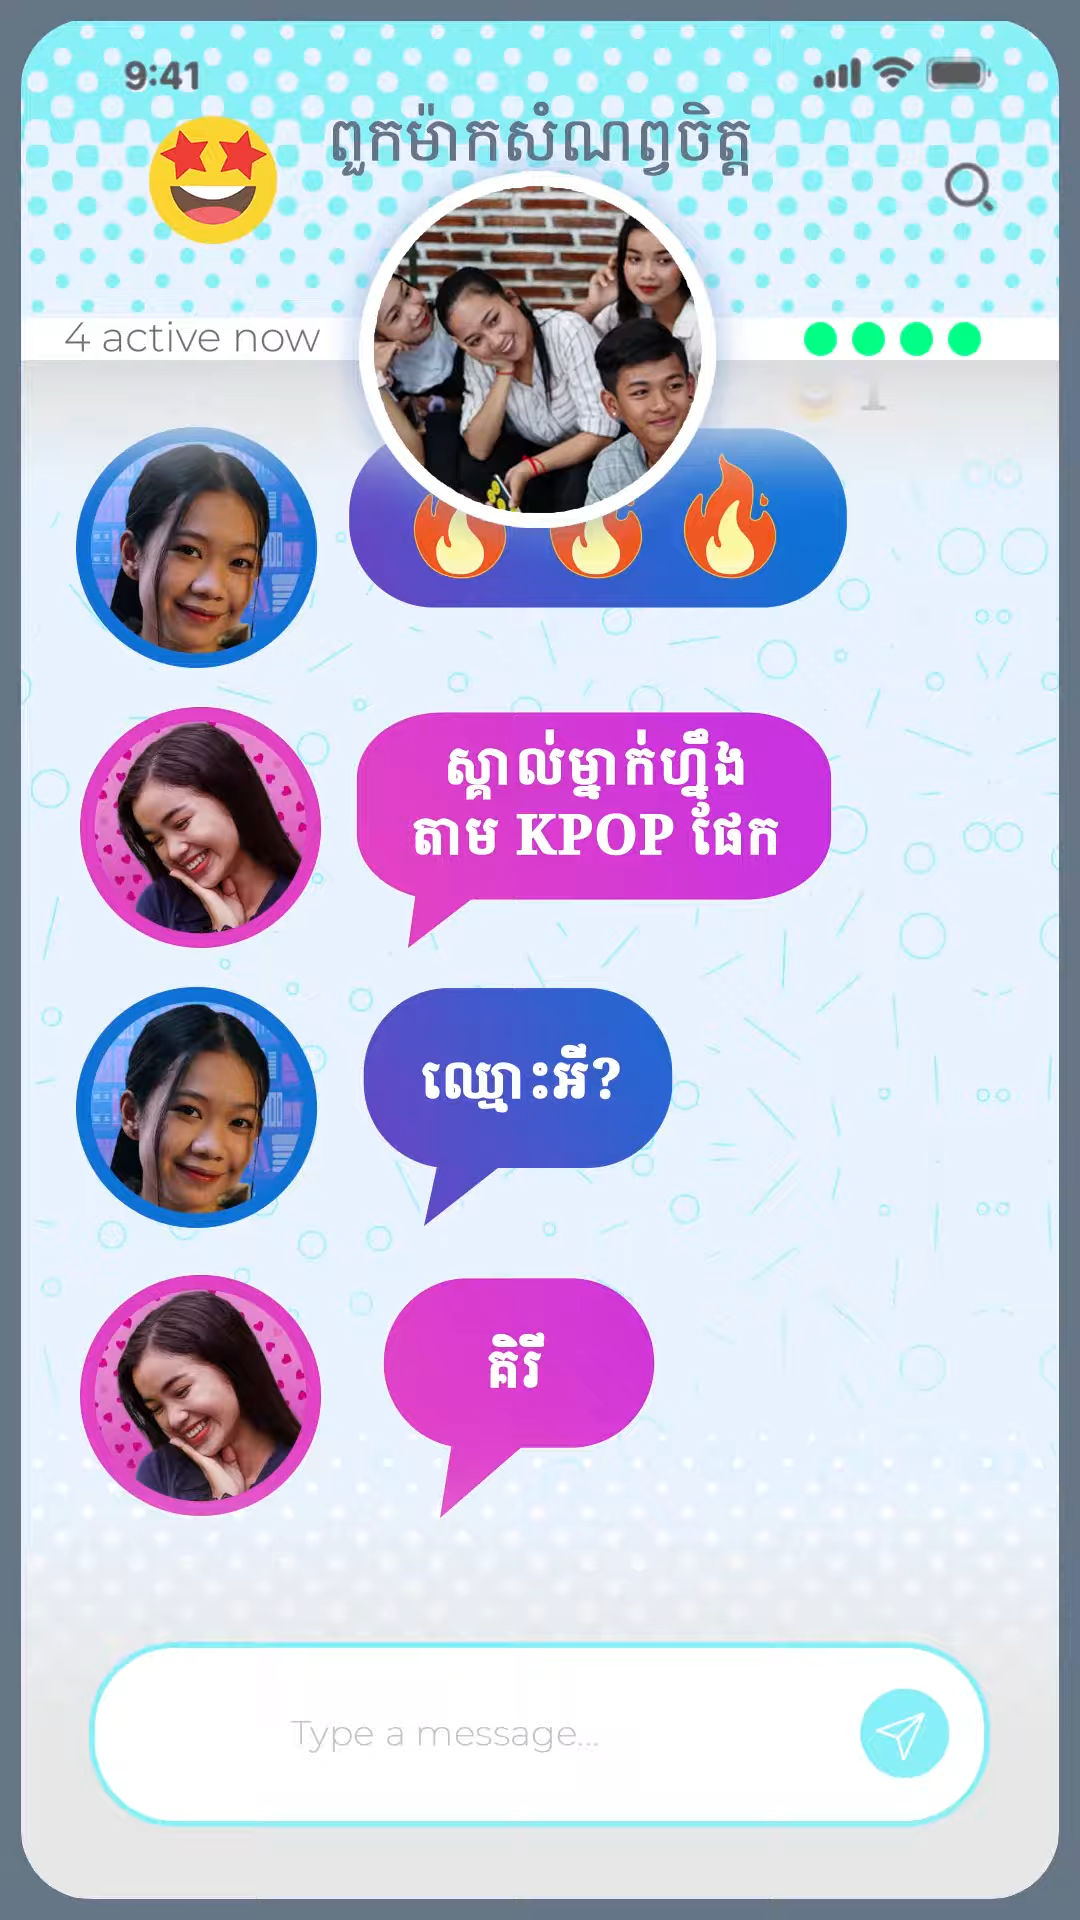 9:41
ពួកម៉ាកសំណព្វចិត្ត
4 active now
1
ស្គាល់ម្នាក់ហ្នឹង
តាម KPOP ផែក
ឈ្មោះអី?
គិរី
Type a message...